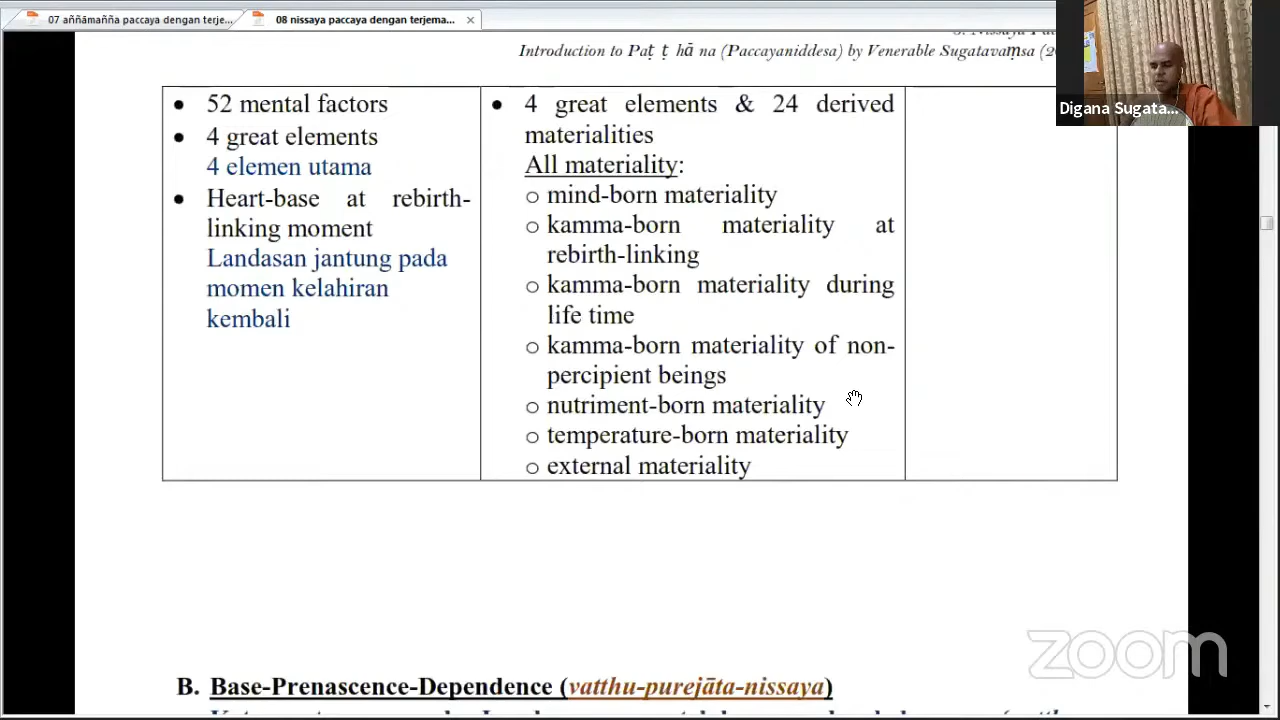 07 aññámañña paccaya dengan terje...
08 nissaya paccaya dengan terjema...
Introduction to Paṭ ṭ hā na (Paccayaniddesa) by Venerable Sugatavaṃsa (20
Digana Sugata...
• 52 mental factors
• 4 great elements
4 elemen utama
• Heart-base at rebirth-
linking moment
Landasan jantung pada
momen kelahiran
kembali
• 4 great elements & 24 derived
materialities
All materiality:
o mind-born materiality
o kamma-born materiality at
rebirth-linking
o kamma-born materiality during
life time
o kamma-born materiality of non-
percipient beings
o nutriment-born materiality
o temperature-born materiality
o external materiality
zoom
B. Base-Prenascence-Dependence (vatthu-purejāta-nissaya)